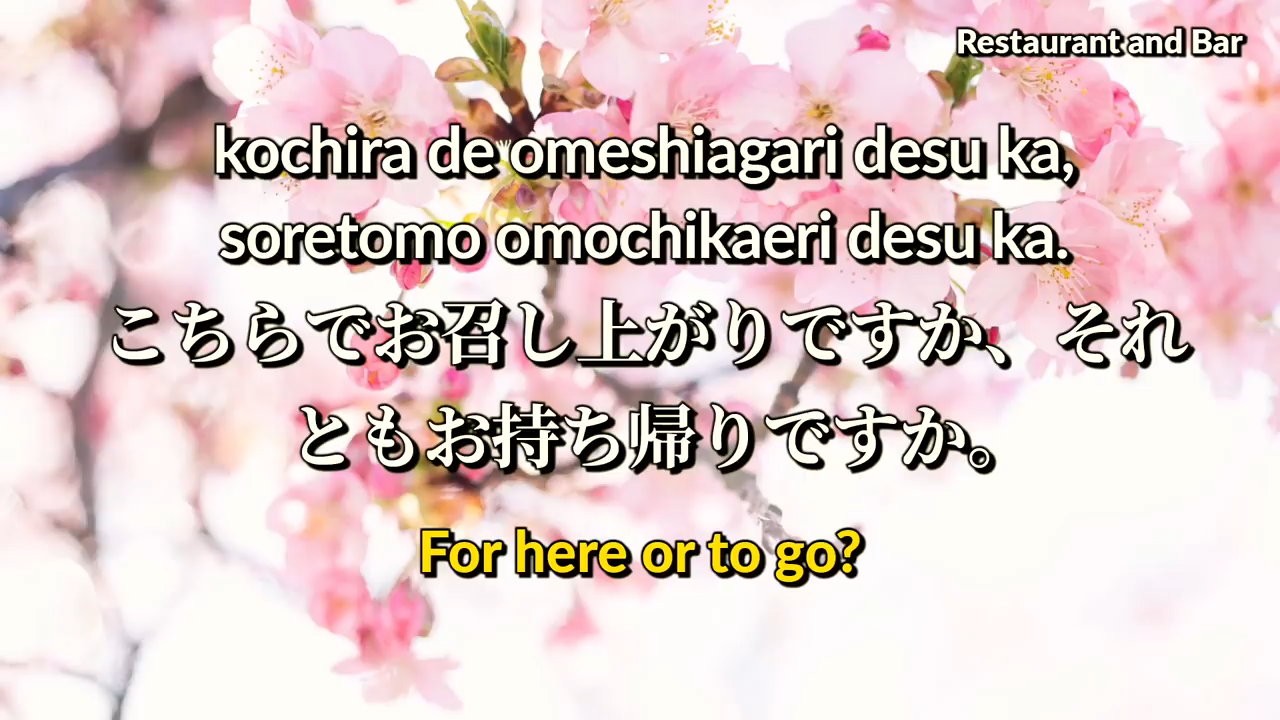 Restaurant and Bar
kochira de omeshiagari desu ka,
soretomo omochikaeri desu ka.
こちらでお召し上がりですか、それ
ともお持ち帰りですか。
For here or to go?